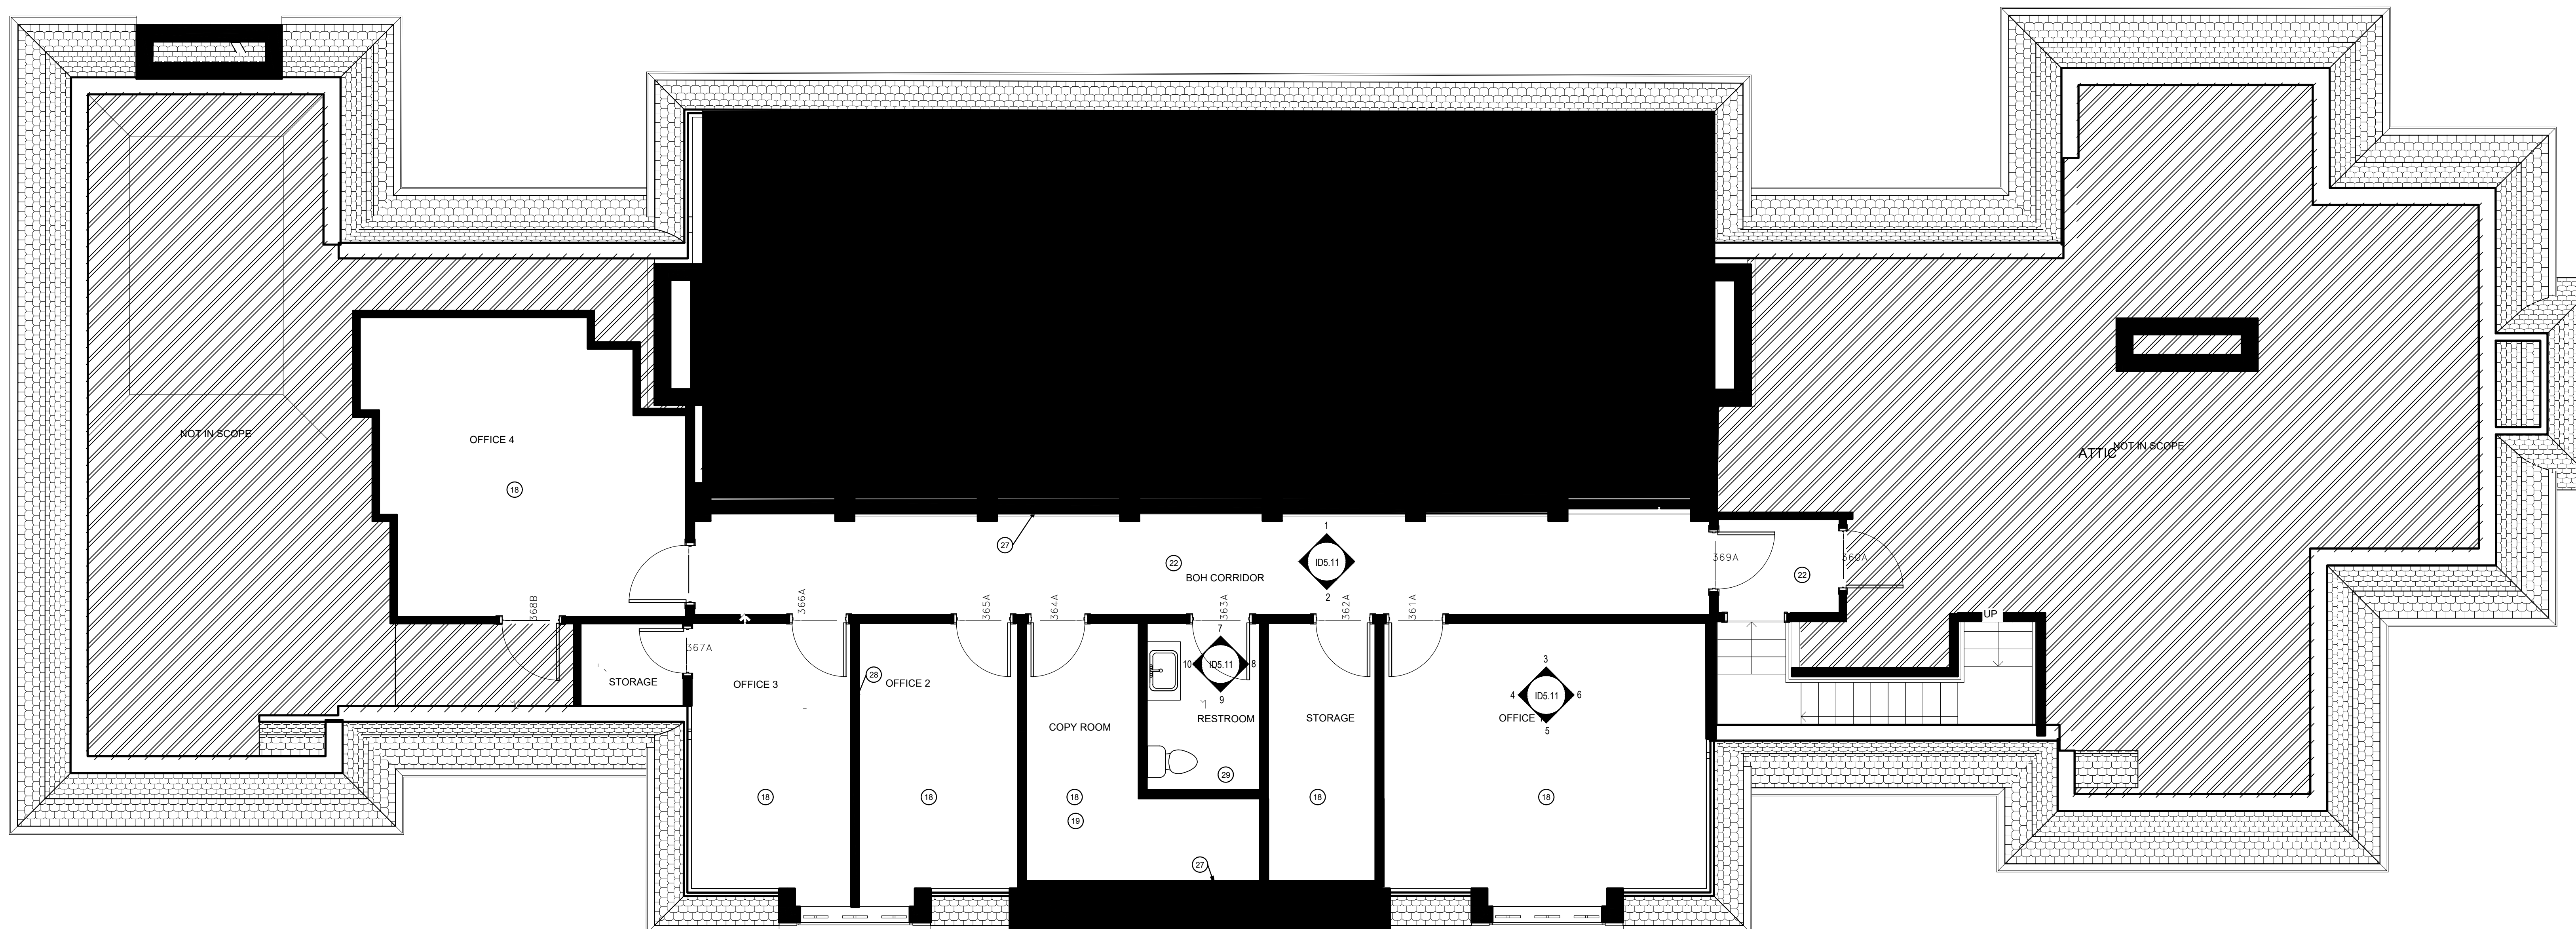 NOT IN SCOPE
OFFICE 4
18
ATTIC
NOT IN SCOPE
27
22
BOH CORRIDOR
1
ID5.11
2
369A
22
360A
368B
366A
365A
364A
363A
362A
361A
UP
367A
STORAGE
OFFICE 3
28
OFFICE 2
7
10
ID5.11
8
9
RESTROOM
COPY ROOM
STORAGE
3
4
ID5.11
6
5
OFFICE
29
18
18
18
18
18
19
27